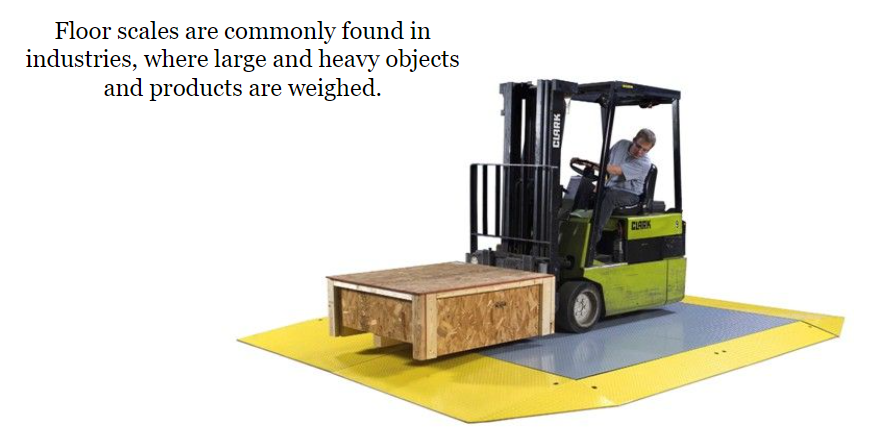 Floor scales are commonly found in
industries, where large and heavy objects
and products are weighed.
CLARK
CLARK